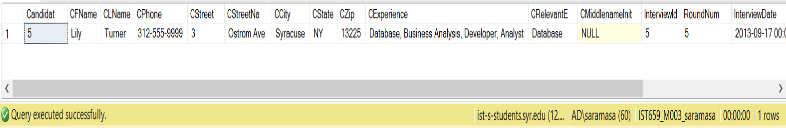 Candidat CFName CLName CPhone CStreet CStreetNa CCity CState CZip CExperience CRelevantE CMiddlenameInit InterviewId RoundNum InterviewDate
1 5 Lily Turner 312-555-9999 3 Ostrom Ave Syracuse NY 13225 Database, Business Analysis, Developer, Analyst Database NULL 5 5 2013-09-17 00:0
Query executed successfully. ist-s-students.syr.edu (12.... AD\saramasa (60) IST659_M003_saramasa 00:00:00 1 rows